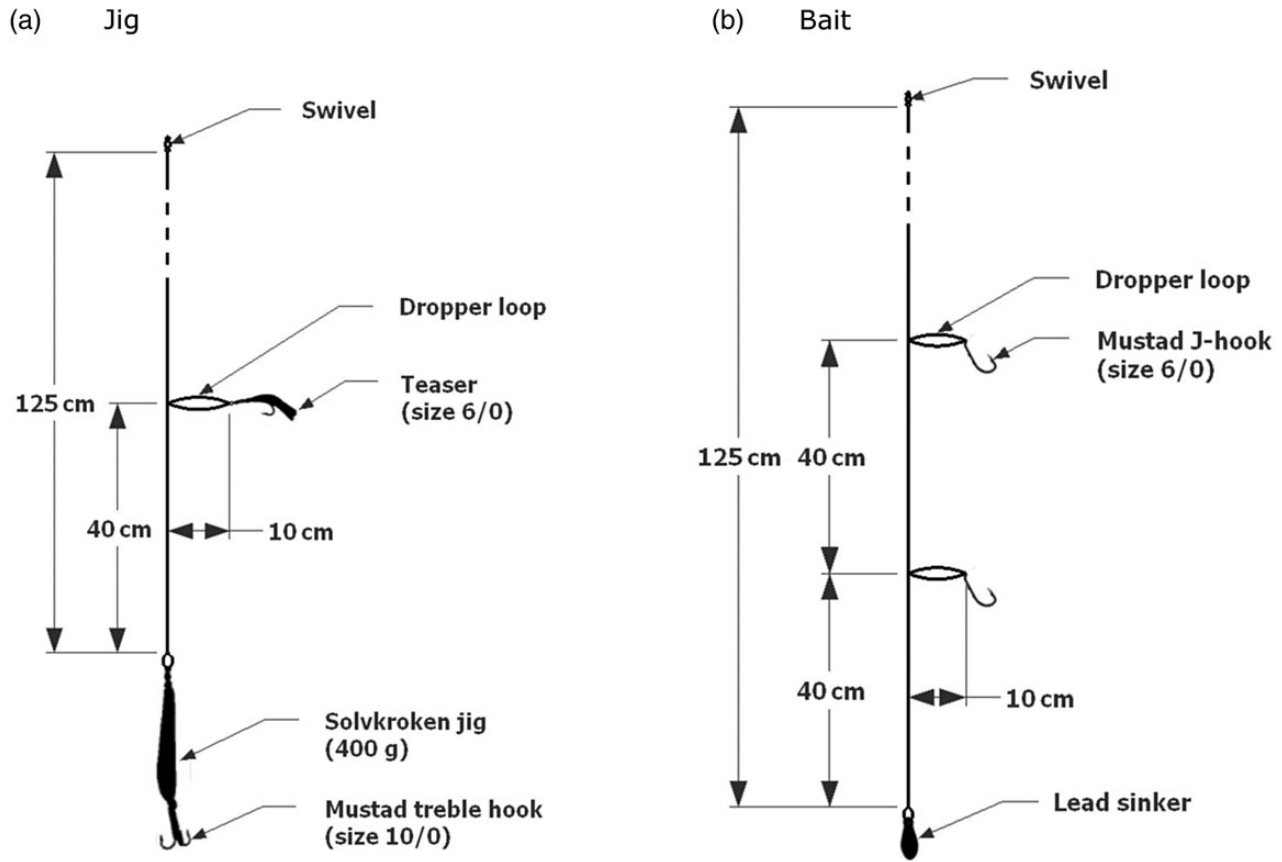 (a) Jig
Swivel
Dropper loop
Teaser
(size 6/0)
125 cm
40 cm
10 cm
Solvkroken jig
(400 g)
Mustad treble hook
(size 10/0)
(b) Bait
Swivel
Dropper loop
Mustad J-hook
(size 6/0)
125 cm
40 cm
40 cm
10 cm
Lead sinker